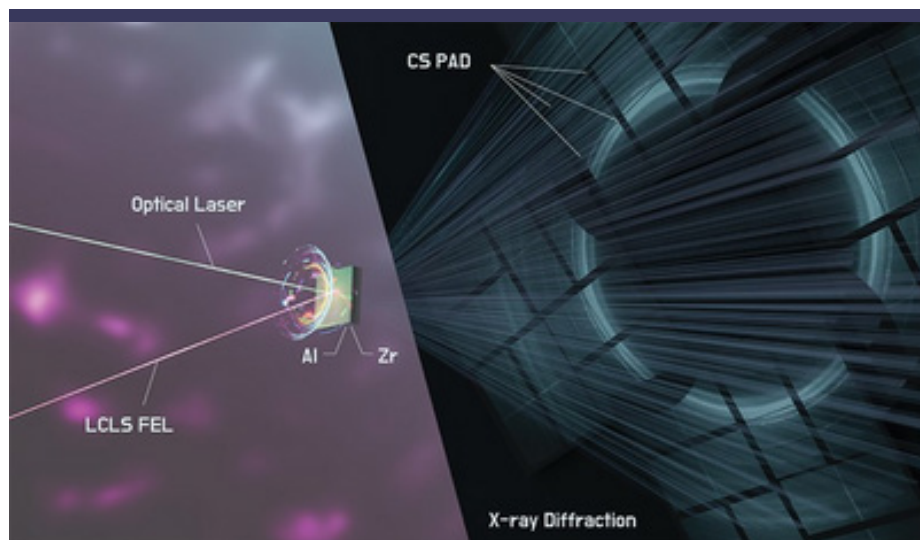 CS PAD
Optical Laser
Al
Zr
LCLS FEL
X-ray Diffraction